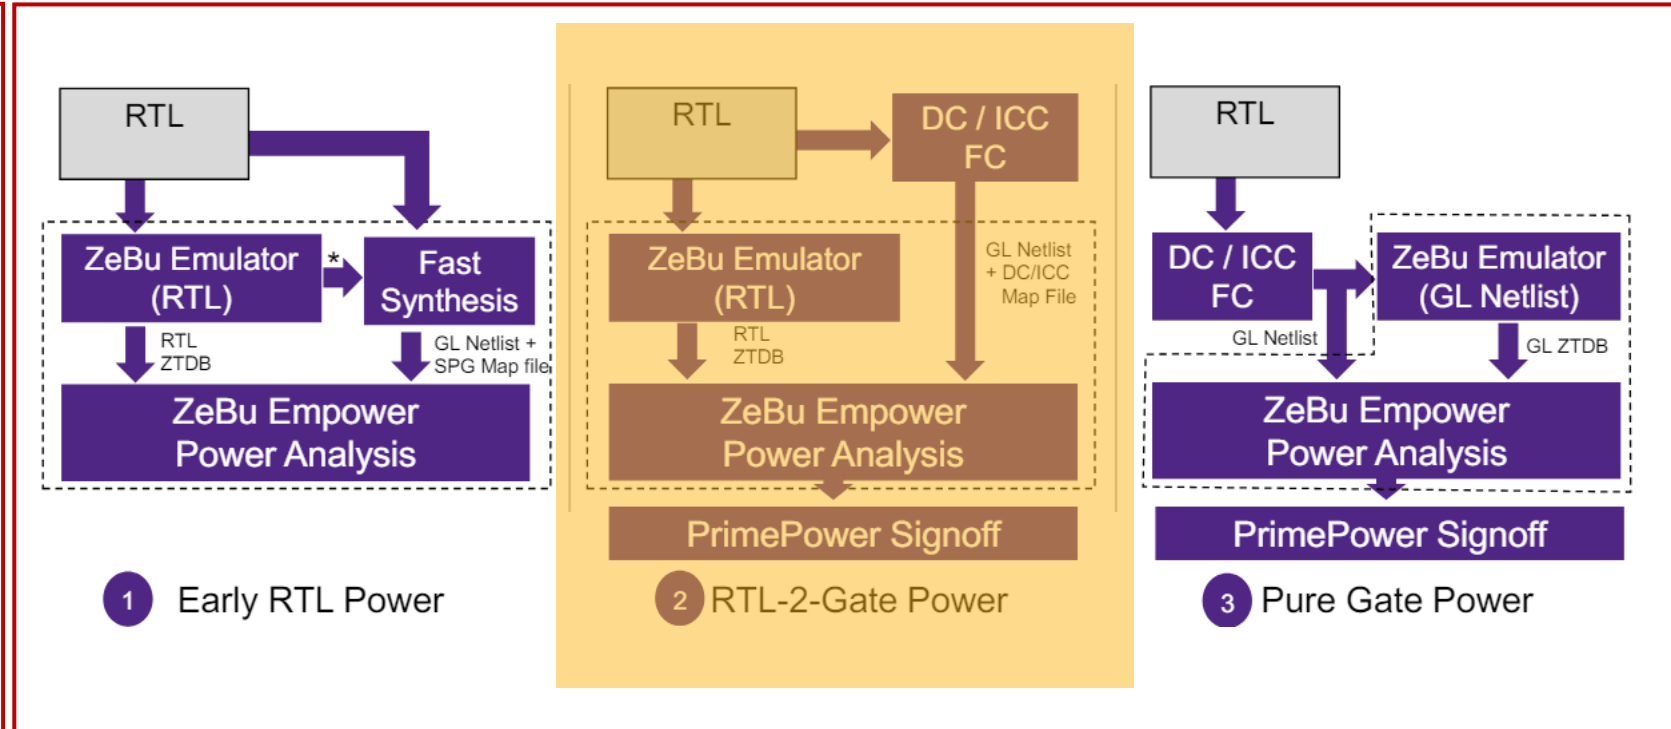 RTL
ZeBu Emulator
(RTL)
*
Fast
Synthesis
RTL
ZTDB
GL Netlist +
SPG Map file
ZeBu Empower
Power Analysis
1 Early RTL Power
RTL
DC / ICC
FC
ZeBu Emulator
(RTL)
GL Netlist
+ DC/ICC
Map File
RTL
ZTDB
ZeBu Empower
Power Analysis
PrimePower Signoff
2 RTL-2-Gate Power
RTL
DC / ICC
FC
ZeBu Emulator
(GL Netlist)
GL Netlist
GL ZTDB
ZeBu Empower
Power Analysis
PrimePower Signoff
3 Pure Gate Power